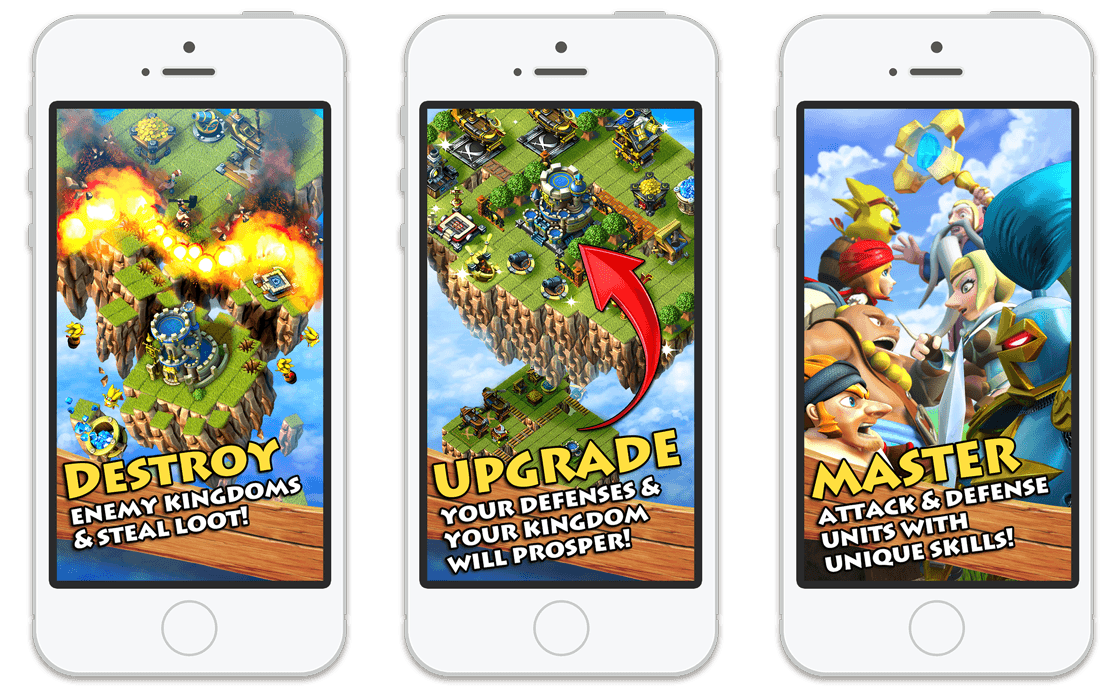 DESTROY
ENEMY KINGDOMS
& STEAL LOOT!
UPGRADE
YOUR DEFENSES &
YOUR KINGDOM
WILL PROSPER!
MASTER
ATTACK & DEFENSE
UNITS WITH
UNIQUE SKILLS!